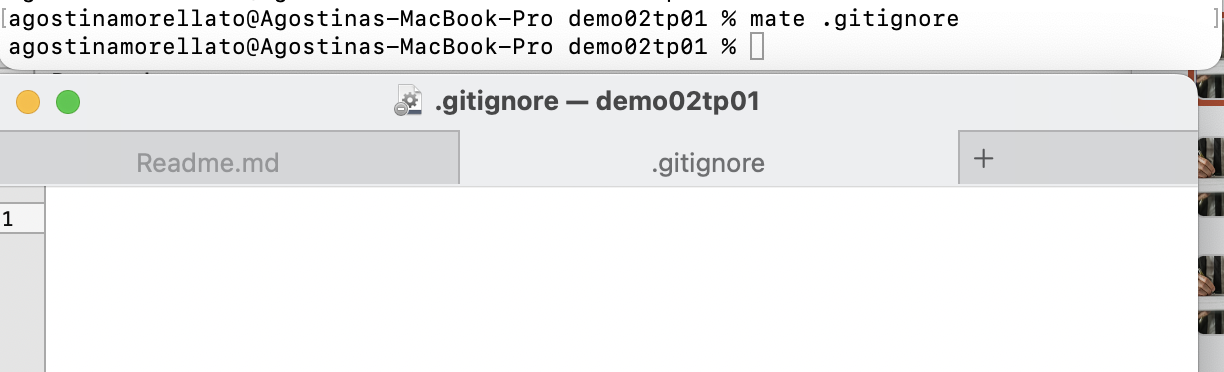 [agostinamorellato@Agostinas-MacBook-Pro demo02tp01 % mate .gitignore ]
agostinamorellato@Agostinas-MacBook-Pro demo02tp01 %
.gitignore — demo02tp01
Readme.md
.gitignore
+
1